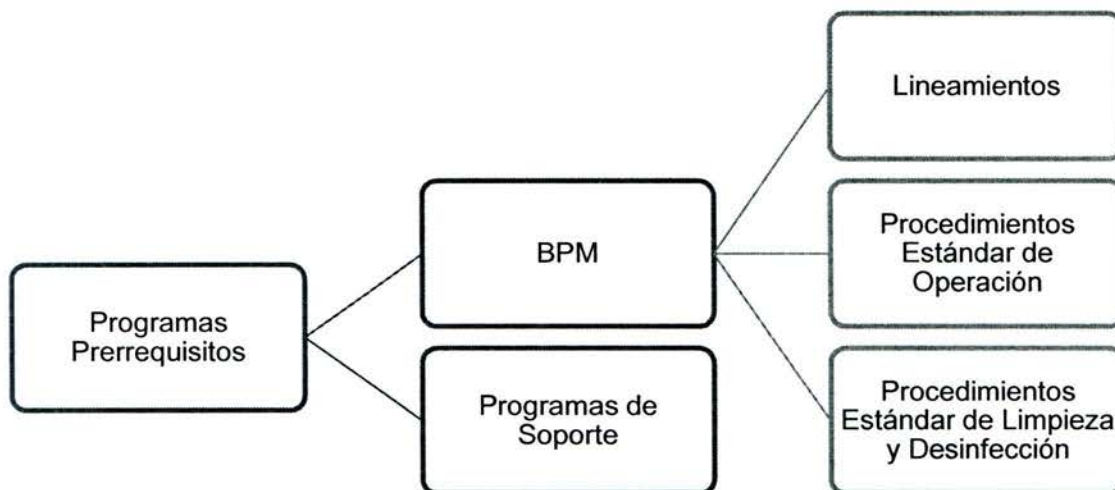 Programas
Prerrequisitos
BPM
Programas de
Soporte
Lineamientos
Procedimientos
Estándar de
Operación
Procedimientos
Estándar de Limpieza
y Desinfección